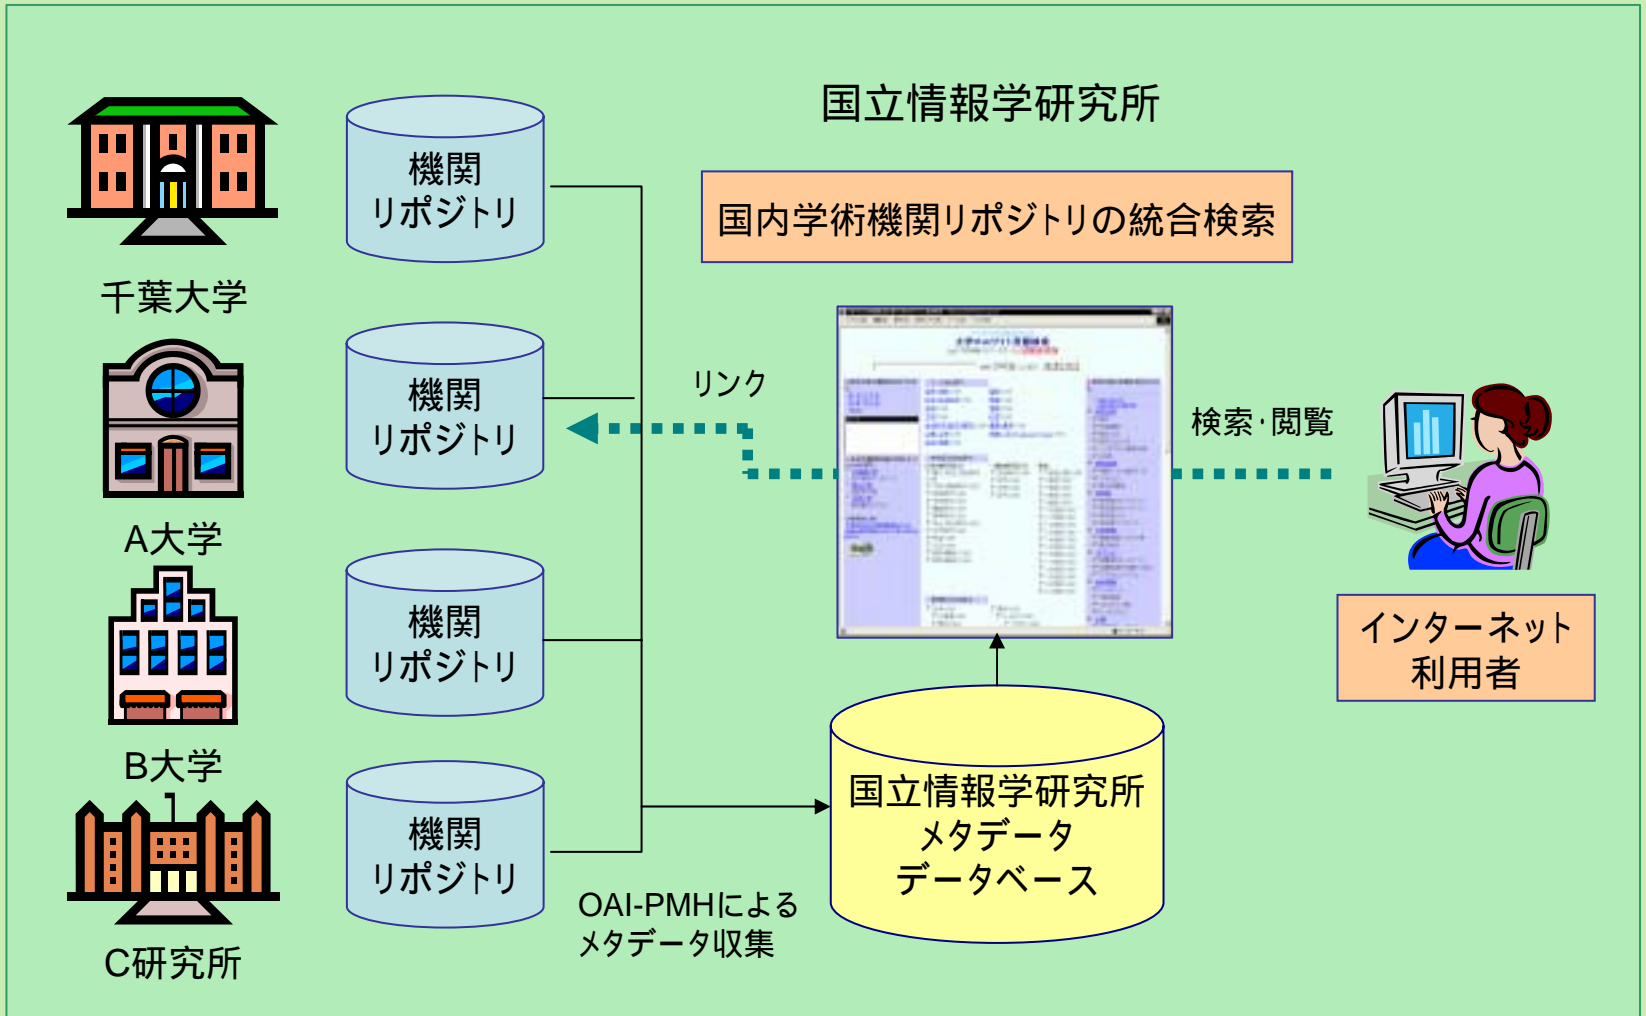 国立情報学研究所
国内学術機関リポジトリの統合検索
機関
リポジトリ
千葉大学
機関
リポジトリ
A大学
機関
リポジトリ
B大学
機関
リポジトリ
C研究所
リンク
検索・閲覧
インターネット
利用者
国立情報学研究所
メタデータ
データベース
OAI-PMHによる
メタデータ収集